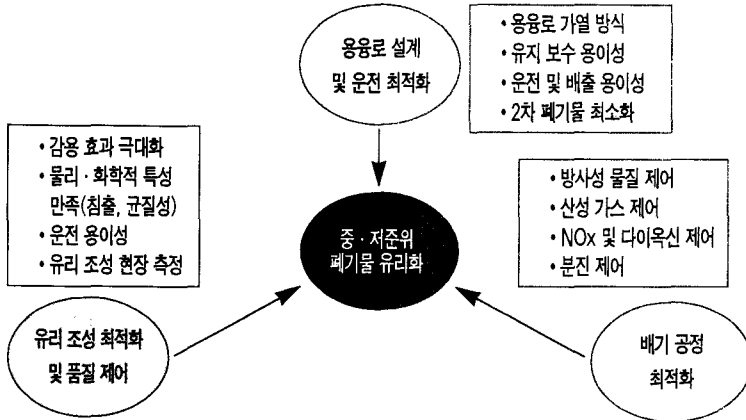 용융로 설계
및 운전 최적화
• 용융로 가열 방식
• 유지 보수 용이성
• 운전 및 배출 용이성
• 2차 폐기물 최소화
• 감용 효과 극대화
• 물리 · 화학적 특성
만족(침출, 균질성)
• 운전 용이성
• 유리 조성 현장 측정
• 방사성 물질 제어
• 산성 가스 제어
• NOx 및 다이옥신 제어
• 분진 제어
중 · 저준위
폐기물 유리화
유리 조성 최적화
및 품질 제어
배기 공정
최적화